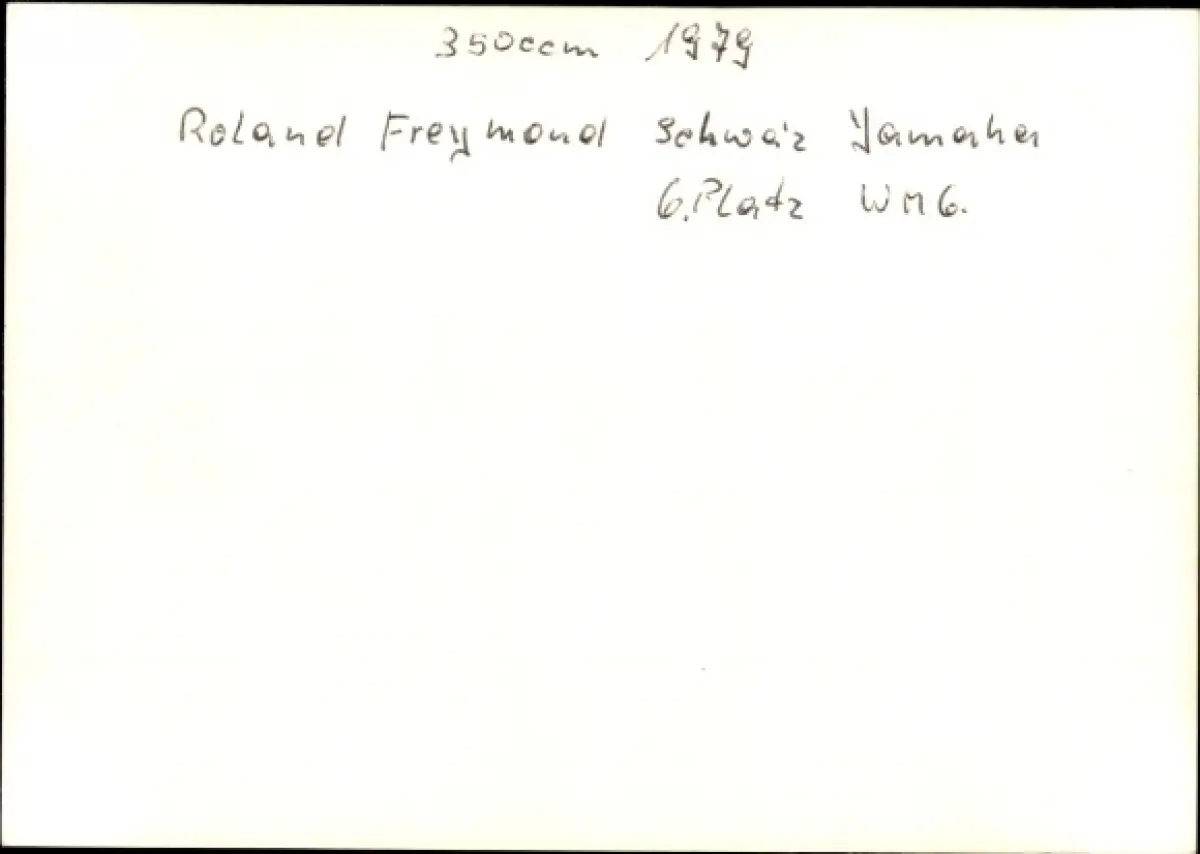 350ccm 1979
Roland Freymond Schwaiz Yamaha
6.Platz WM 6.